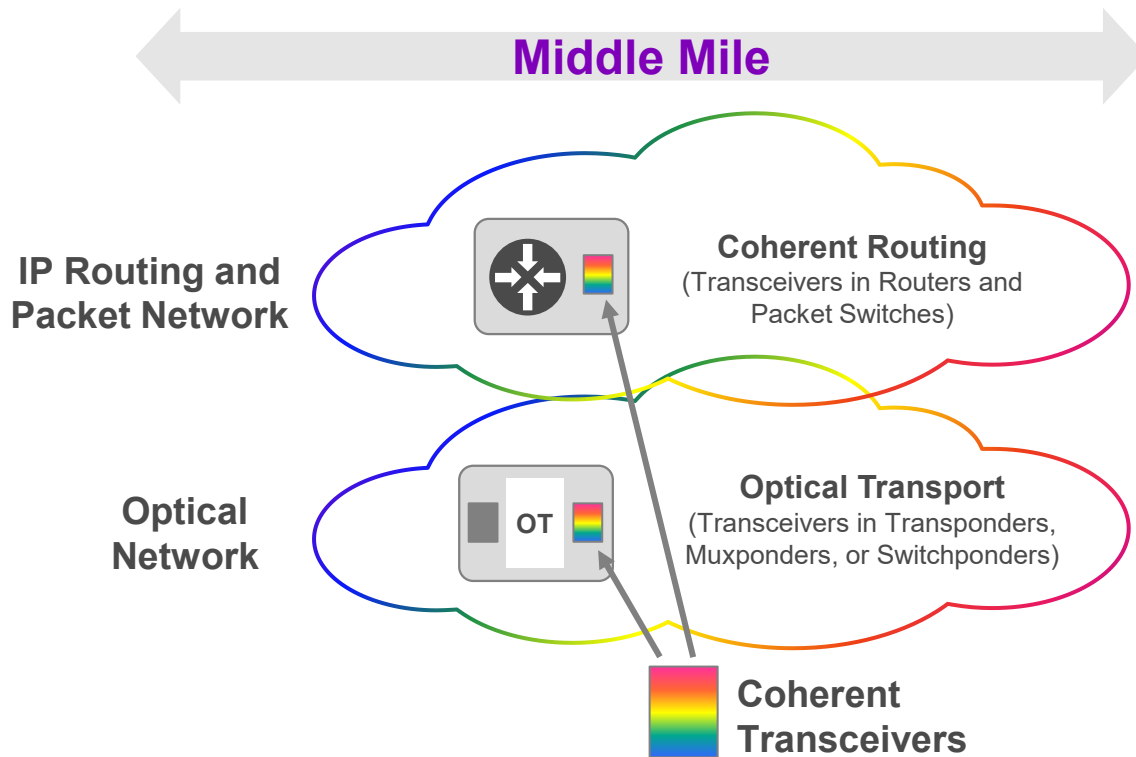 Middle Mile
IP Routing and
Packet Network
Coherent Routing
(Transceivers in Routers and
Packet Switches)
Optical
Network
OT
Optical Transport
(Transceivers in Transponders,
Muxponders, or Switchponders)
Coherent
Transceivers